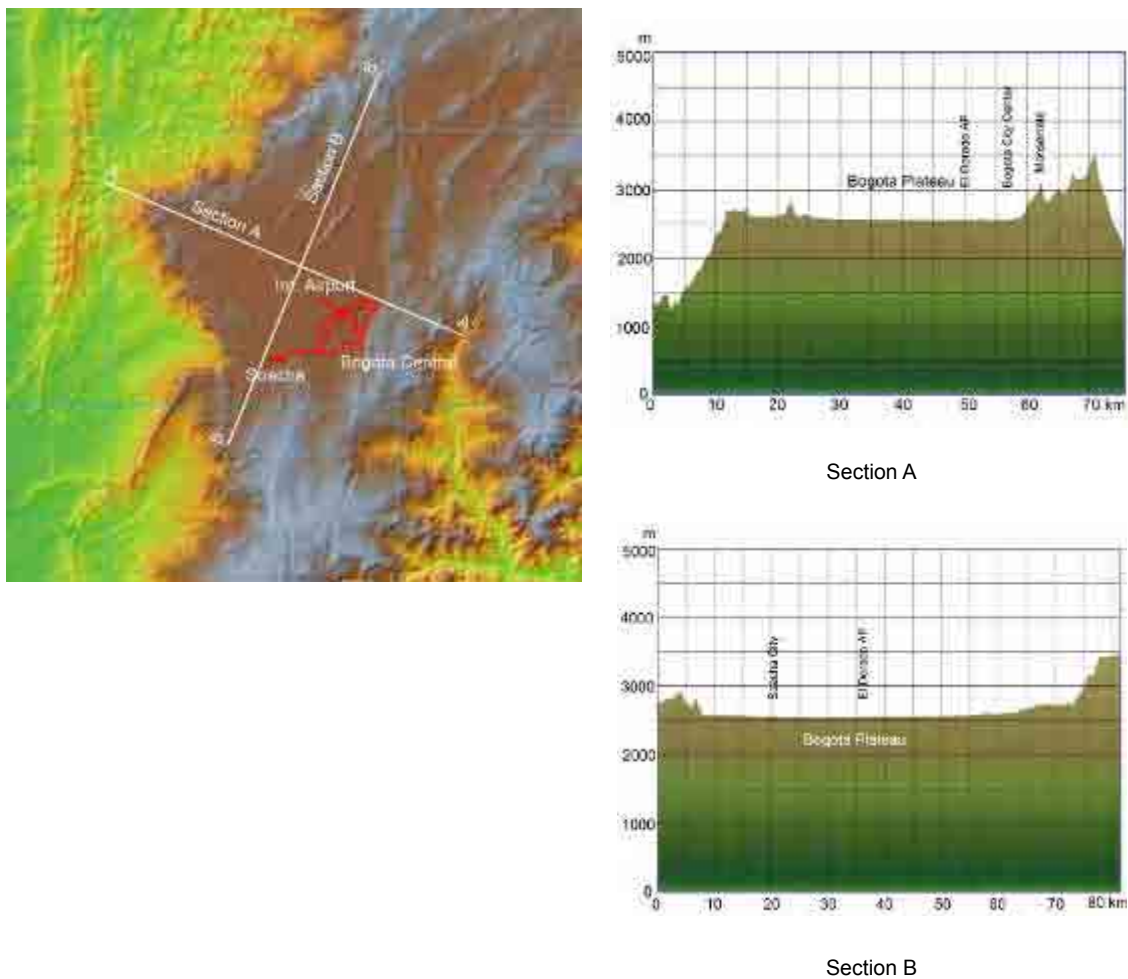 Section B
Section A
Int. Airport
Bogota Central
Soacha
m
5000
4000
3000
2000
1000
0
Bogota Plateau
El Dorado AP
Bogota City Center
Monserrate
0 10 20 30 40 50 60 70 km
Section A
m
5000
4000
3000
2000
1000
0
Soacha City
El Dorado AP
Bogota Plateau
0 10 20 30 40 50 60 70 80 km
Section B